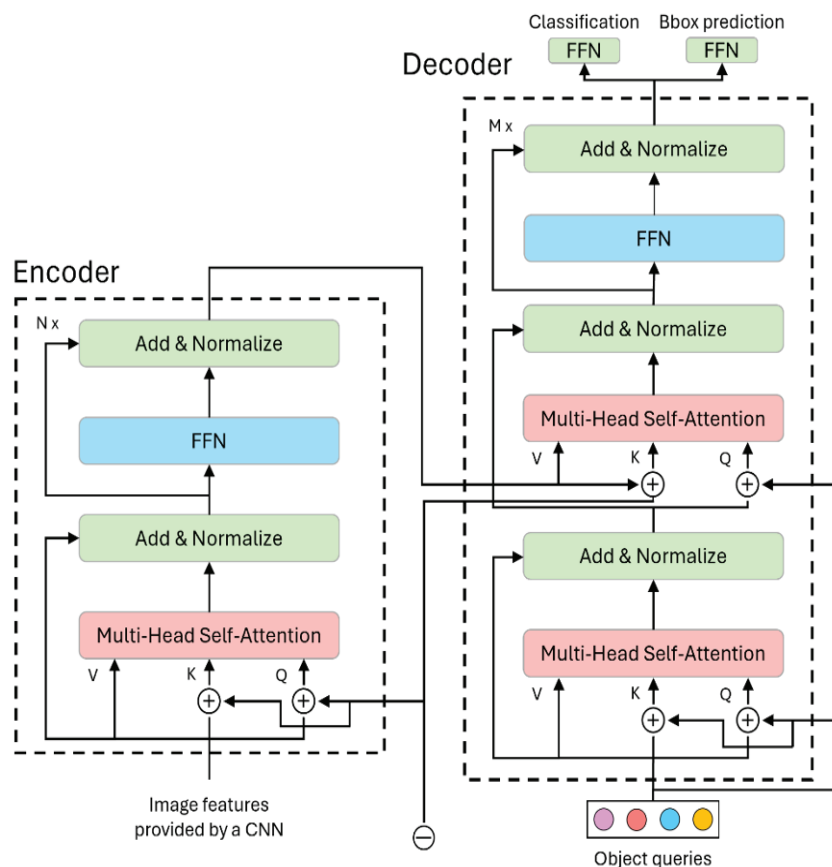 Classification
Bbox prediction
FFN
FFN
Decoder
M x
Add & Normalize
FFN
Add & Normalize
Multi-Head Self-Attention
V
K
Q
Add & Normalize
Multi-Head Self-Attention
V
K
Q
Object queries
Encoder
N x
Add & Normalize
FFN
Add & Normalize
Multi-Head Self-Attention
V
K
Q
Image features
provided by a CNN